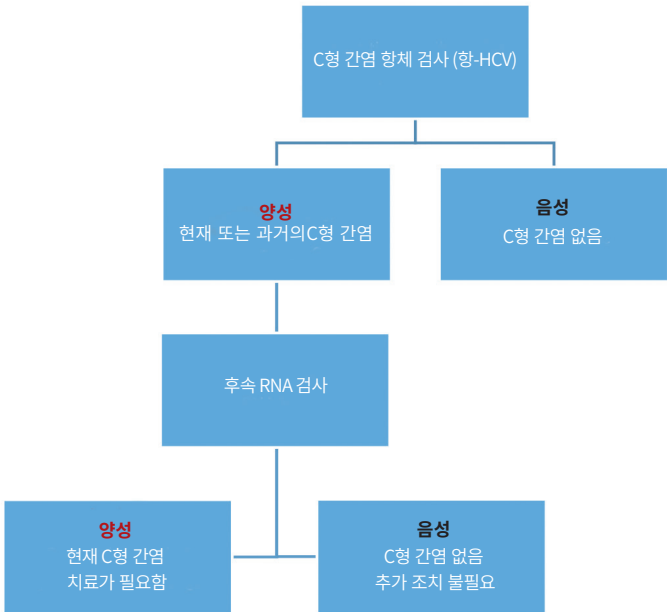 C형 간염 항체 검사 (항-HCV)
양성
현재 또는 과거의C형 간염
음성
C형 간염 없음
후속 RNA 검사
양성
현재 C형 간염
치료가 필요함
음성
C형 간염 없음
추가 조치 불필요